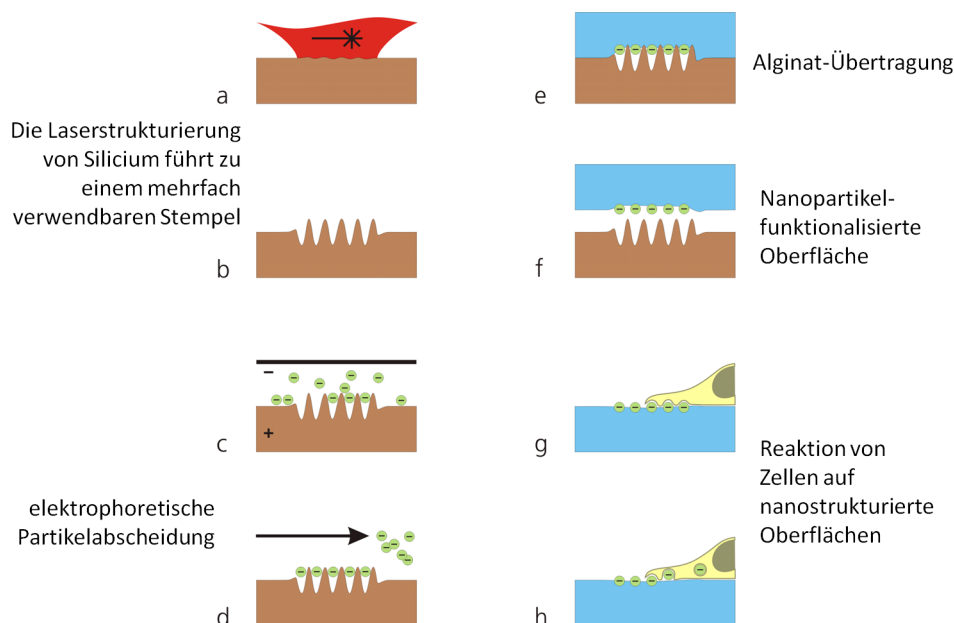 a
Die Laserstrukturierung
von Silicium führt zu
einem mehrfach
verwendbaren Stempel
b
−
+
c
elektrophoretische
Partikelabscheidung
d
e
Alginat-Übertragung
f
Nanopartikel-
funktionalisierte
Oberfläche
g
Reaktion von
Zellen auf
nanostrukturierte
Oberflächen
h